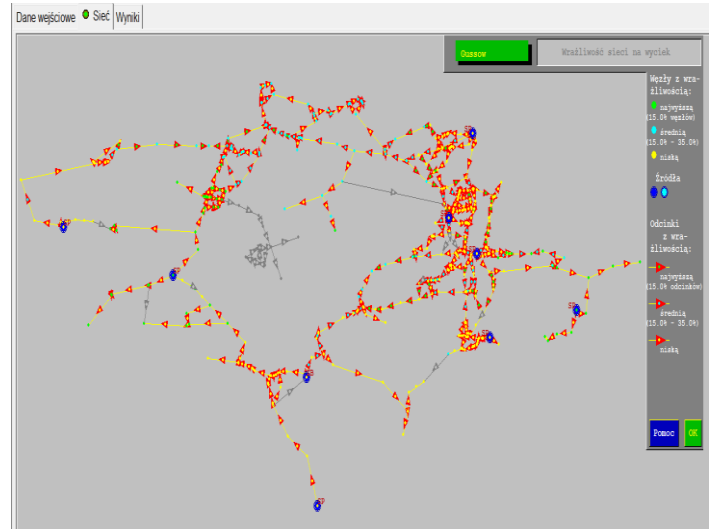 Dane wejściowe Sieć Wyniki
Gussow
Wrażliwość sieci na wyciek
Węzły z wra-
żliwością:
najwyższą
(15.0% węzłów)
średnią
(15.0% - 35.0%)
niską
Źródła
Odcinki
z wra-
żliwością:
najwyższą
(15.0% odcinków)
średnią
(15.0% - 35.0%)
niską
Pomoc OK